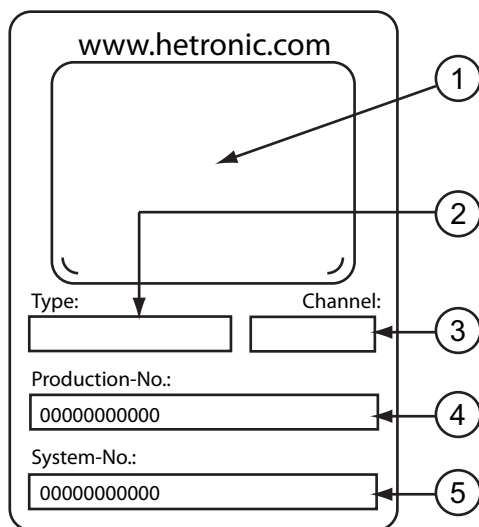 www.hetronic.com
1
2
Type: Channel:
3
Production-No.:
00000000000
4
System-No.:
00000000000
5